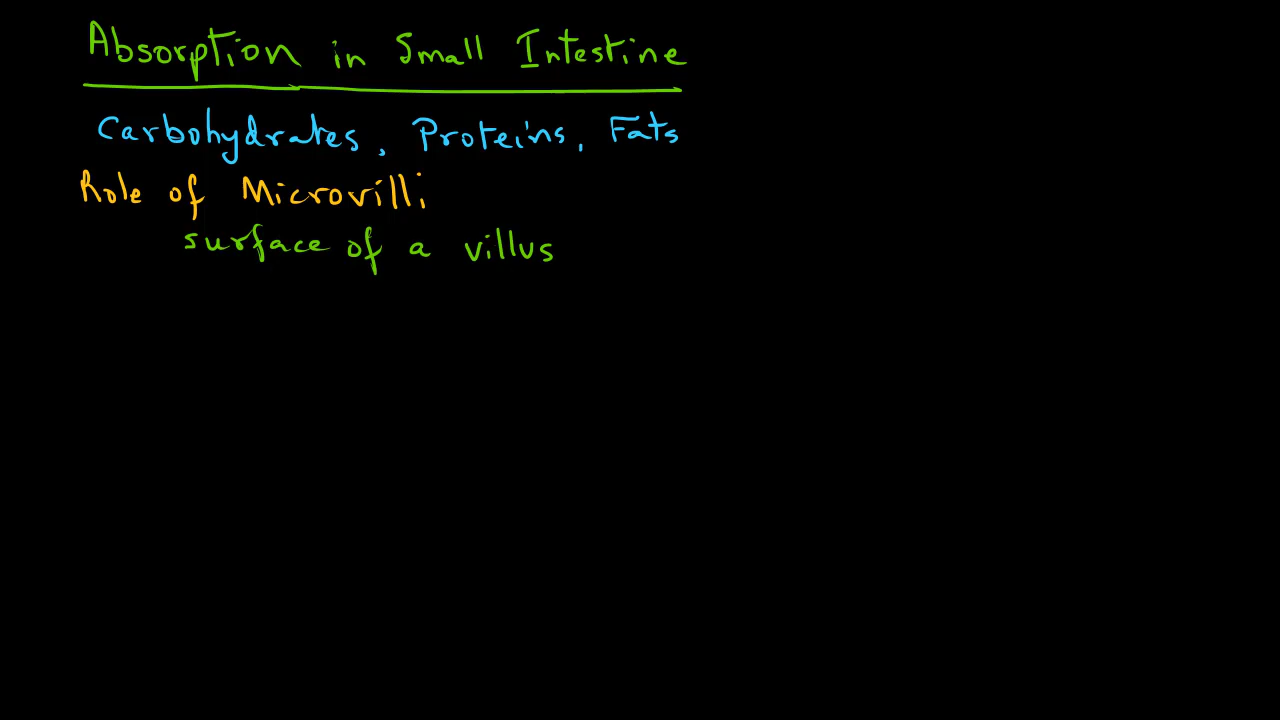 Absorption in Small Intestine
Carbohydrates, Proteins, Fats
Role of Microvilli
surface of a villus